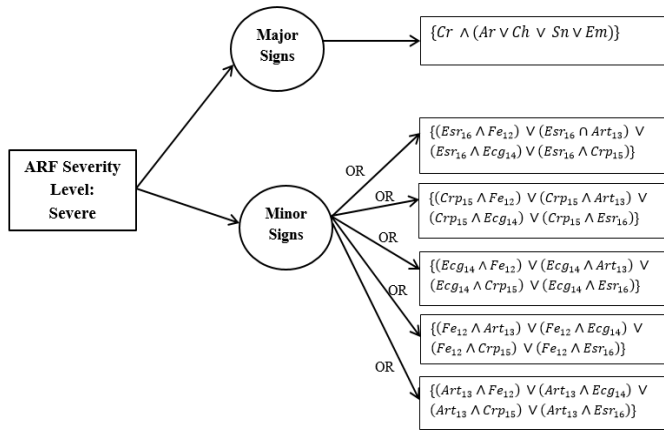 Major
Signs
{Cr ∧ (Ar ∨ Ch ∨ Sn ∨ Em)}
ARF Severity
Level:
Severe
Minor
Signs
OR
{(Esr₁₆ ∧ Fe₁₂) ∨ (Esr₁₆ ∩ Art₁₃) ∨
(Esr₁₆ ∧ Ecg₁₄) ∨ (Esr₁₆ ∧ Crp₁₅)}
OR
{(Crp₁₅ ∧ Fe₁₂) ∨ (Crp₁₅ ∧ Art₁₃) ∨
(Crp₁₅ ∧ Ecg₁₄) ∨ (Crp₁₅ ∧ Esr₁₆)}
OR
{(Ecg₁₄ ∧ Fe₁₂) ∨ (Ecg₁₄ ∧ Art₁₃) ∨
(Ecg₁₄ ∧ Crp₁₅) ∨ (Ecg₁₄ ∧ Esr₁₆)}
OR
{(Fe₁₂ ∧ Art₁₃) ∨ (Fe₁₂ ∧ Ecg₁₄) ∨
(Fe₁₂ ∧ Crp₁₅) ∨ (Fe₁₂ ∧ Esr₁₆)}
OR
{(Art₁₃ ∧ Fe₁₂) ∨ (Art₁₃ ∧ Ecg₁₄) ∨
(Art₁₃ ∧ Crp₁₅) ∨ (Art₁₃ ∧ Esr₁₆)}